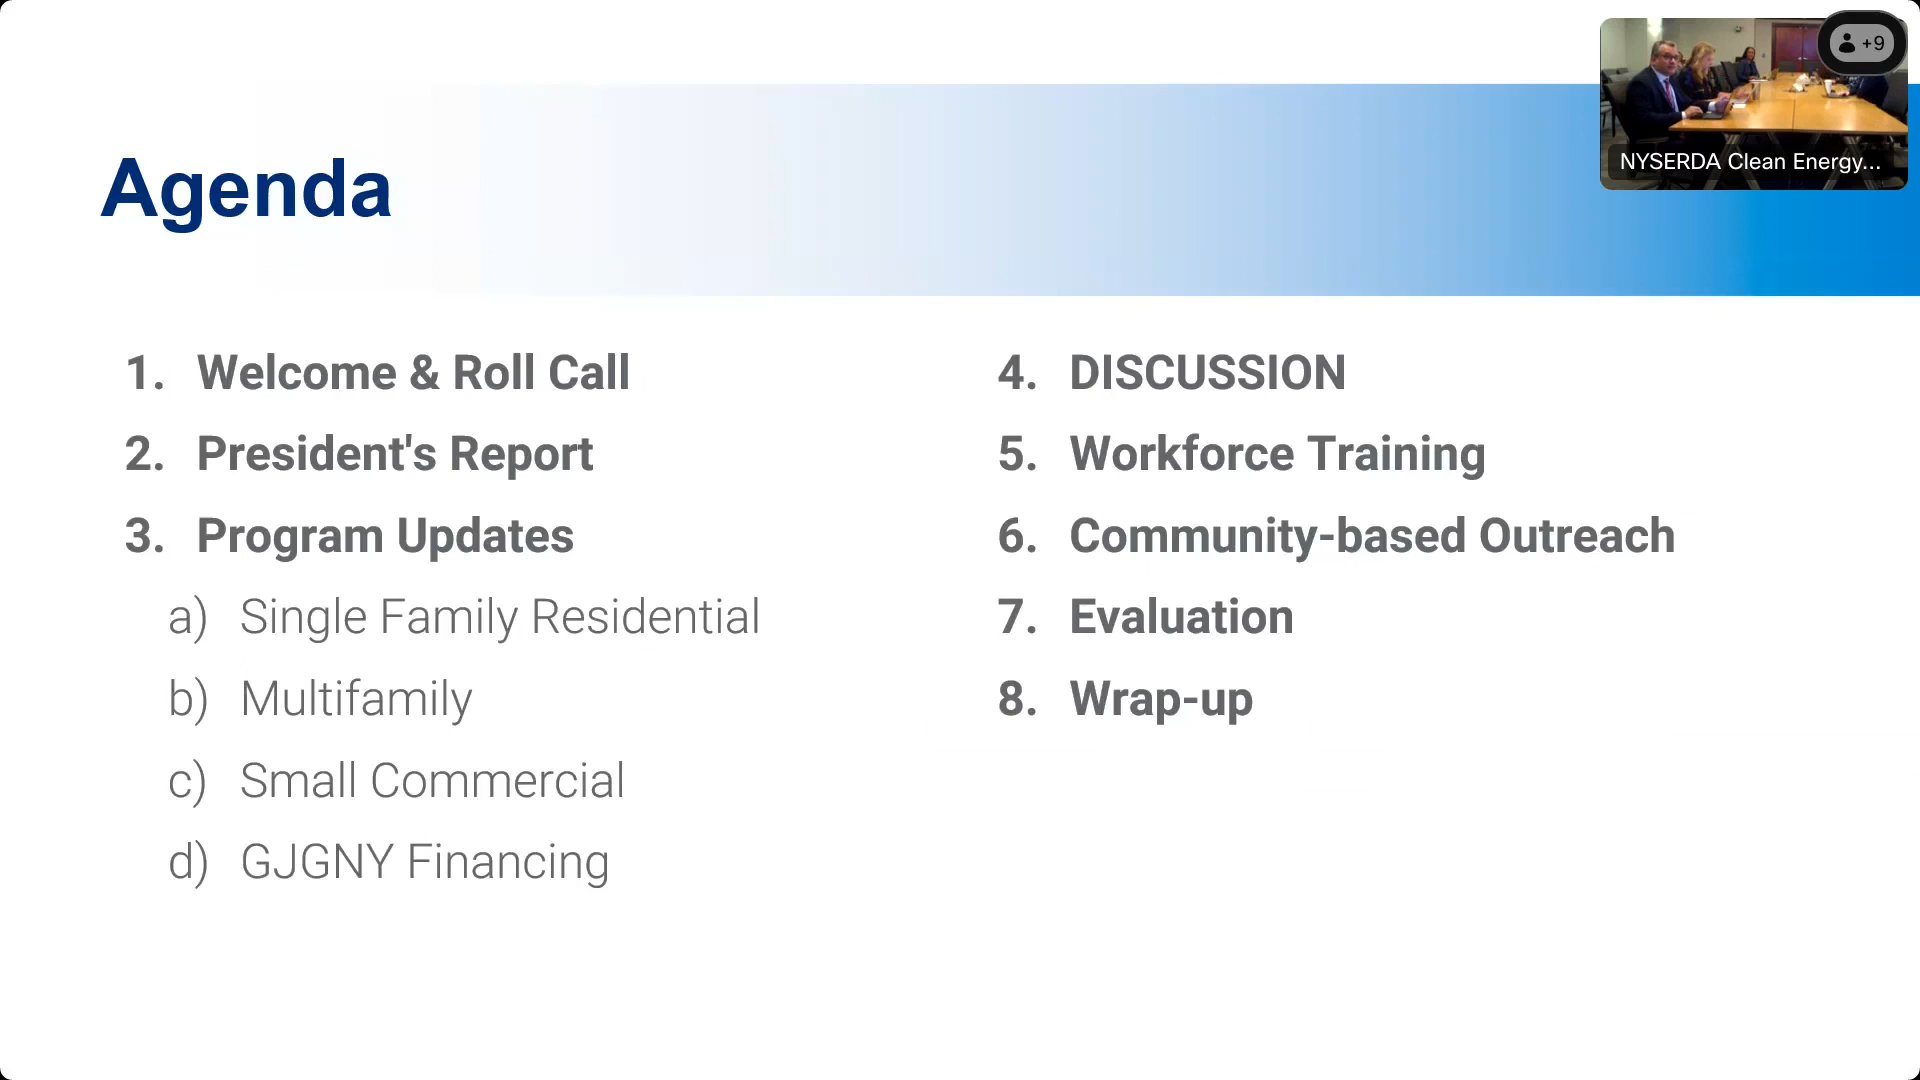 +9
NYSERDA Clean Energy...
Agenda
1. Welcome & Roll Call
2. President's Report
3. Program Updates
a) Single Family Residential
b) Multifamily
c) Small Commercial
d) GJGNY Financing
4. DISCUSSION
5. Workforce Training
6. Community-based Outreach
7. Evaluation
8. Wrap-up